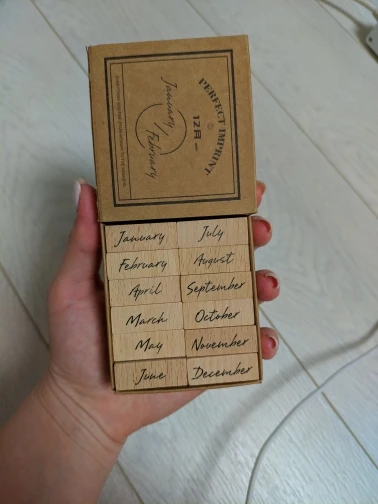 PERFECT IMPRINT
12月
January
February
January
July
February
August
April
September
March
October
May
November
June
December